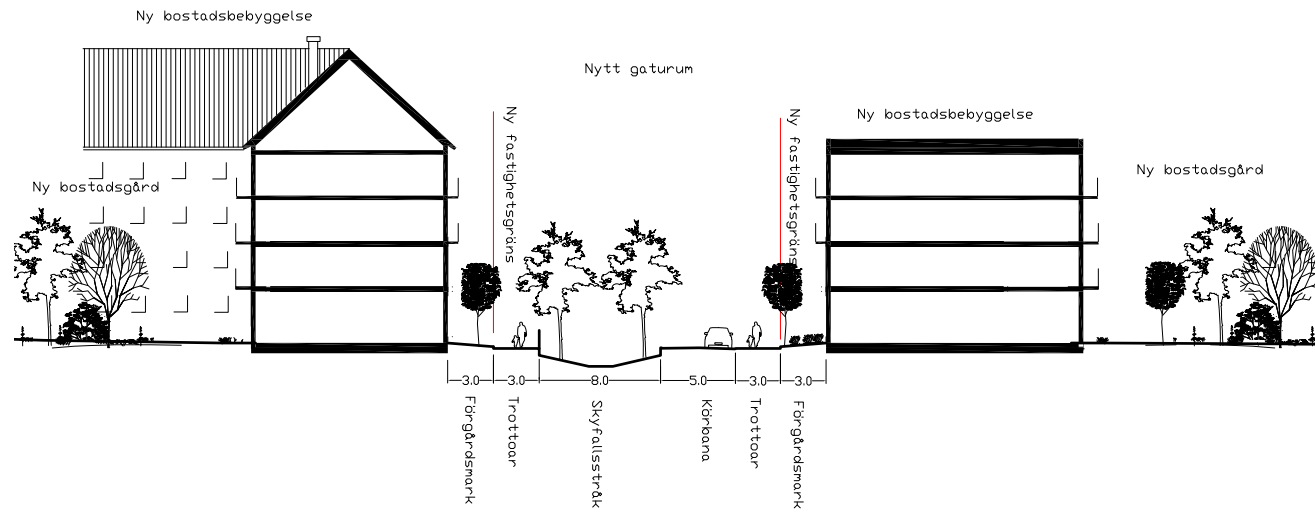 Ny bostadsbebyggelse
Nytt gaturum
Ny bostadsbebyggelse
Ny bostadsgård
Ny bostadsgård
Ny fastighetsgräns
Ny fastighetsgräns
3.0
3.0
8.0
5.0
3.0
3.0
Förgårdsmark
Trottoar
Skyfallsstråk
Körbana
Trottoar
Förgårdsmark